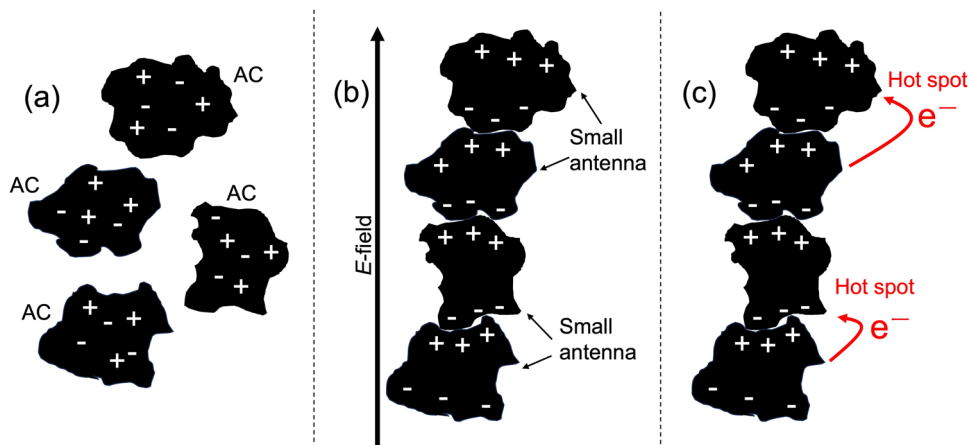 (a)
AC
+ -
- +
+ -
AC
+
- + +
- -
AC
-
+ +
-
- +
AC
+ +
- -
+ -
(b)
E-field
+ + +
- -
Small
antenna
+ + +
- - -
+ + +
- - -
Small
antenna
+ + +
- - -
(c)
+ + +
- -
Hot spot
e—
+ + +
- - -
+ + +
- - -
Hot spot
e—
+ + +
- - -